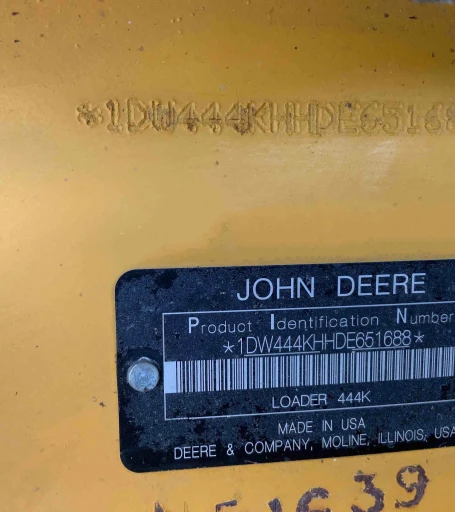 *1DW444KHHDE65168
JOHN DEERE
Product Identification Number
*1DW444KHHDE651688*
LOADER 444K
MADE IN USA
DEERE & COMPANY, MOLINE, ILLINOIS, USA